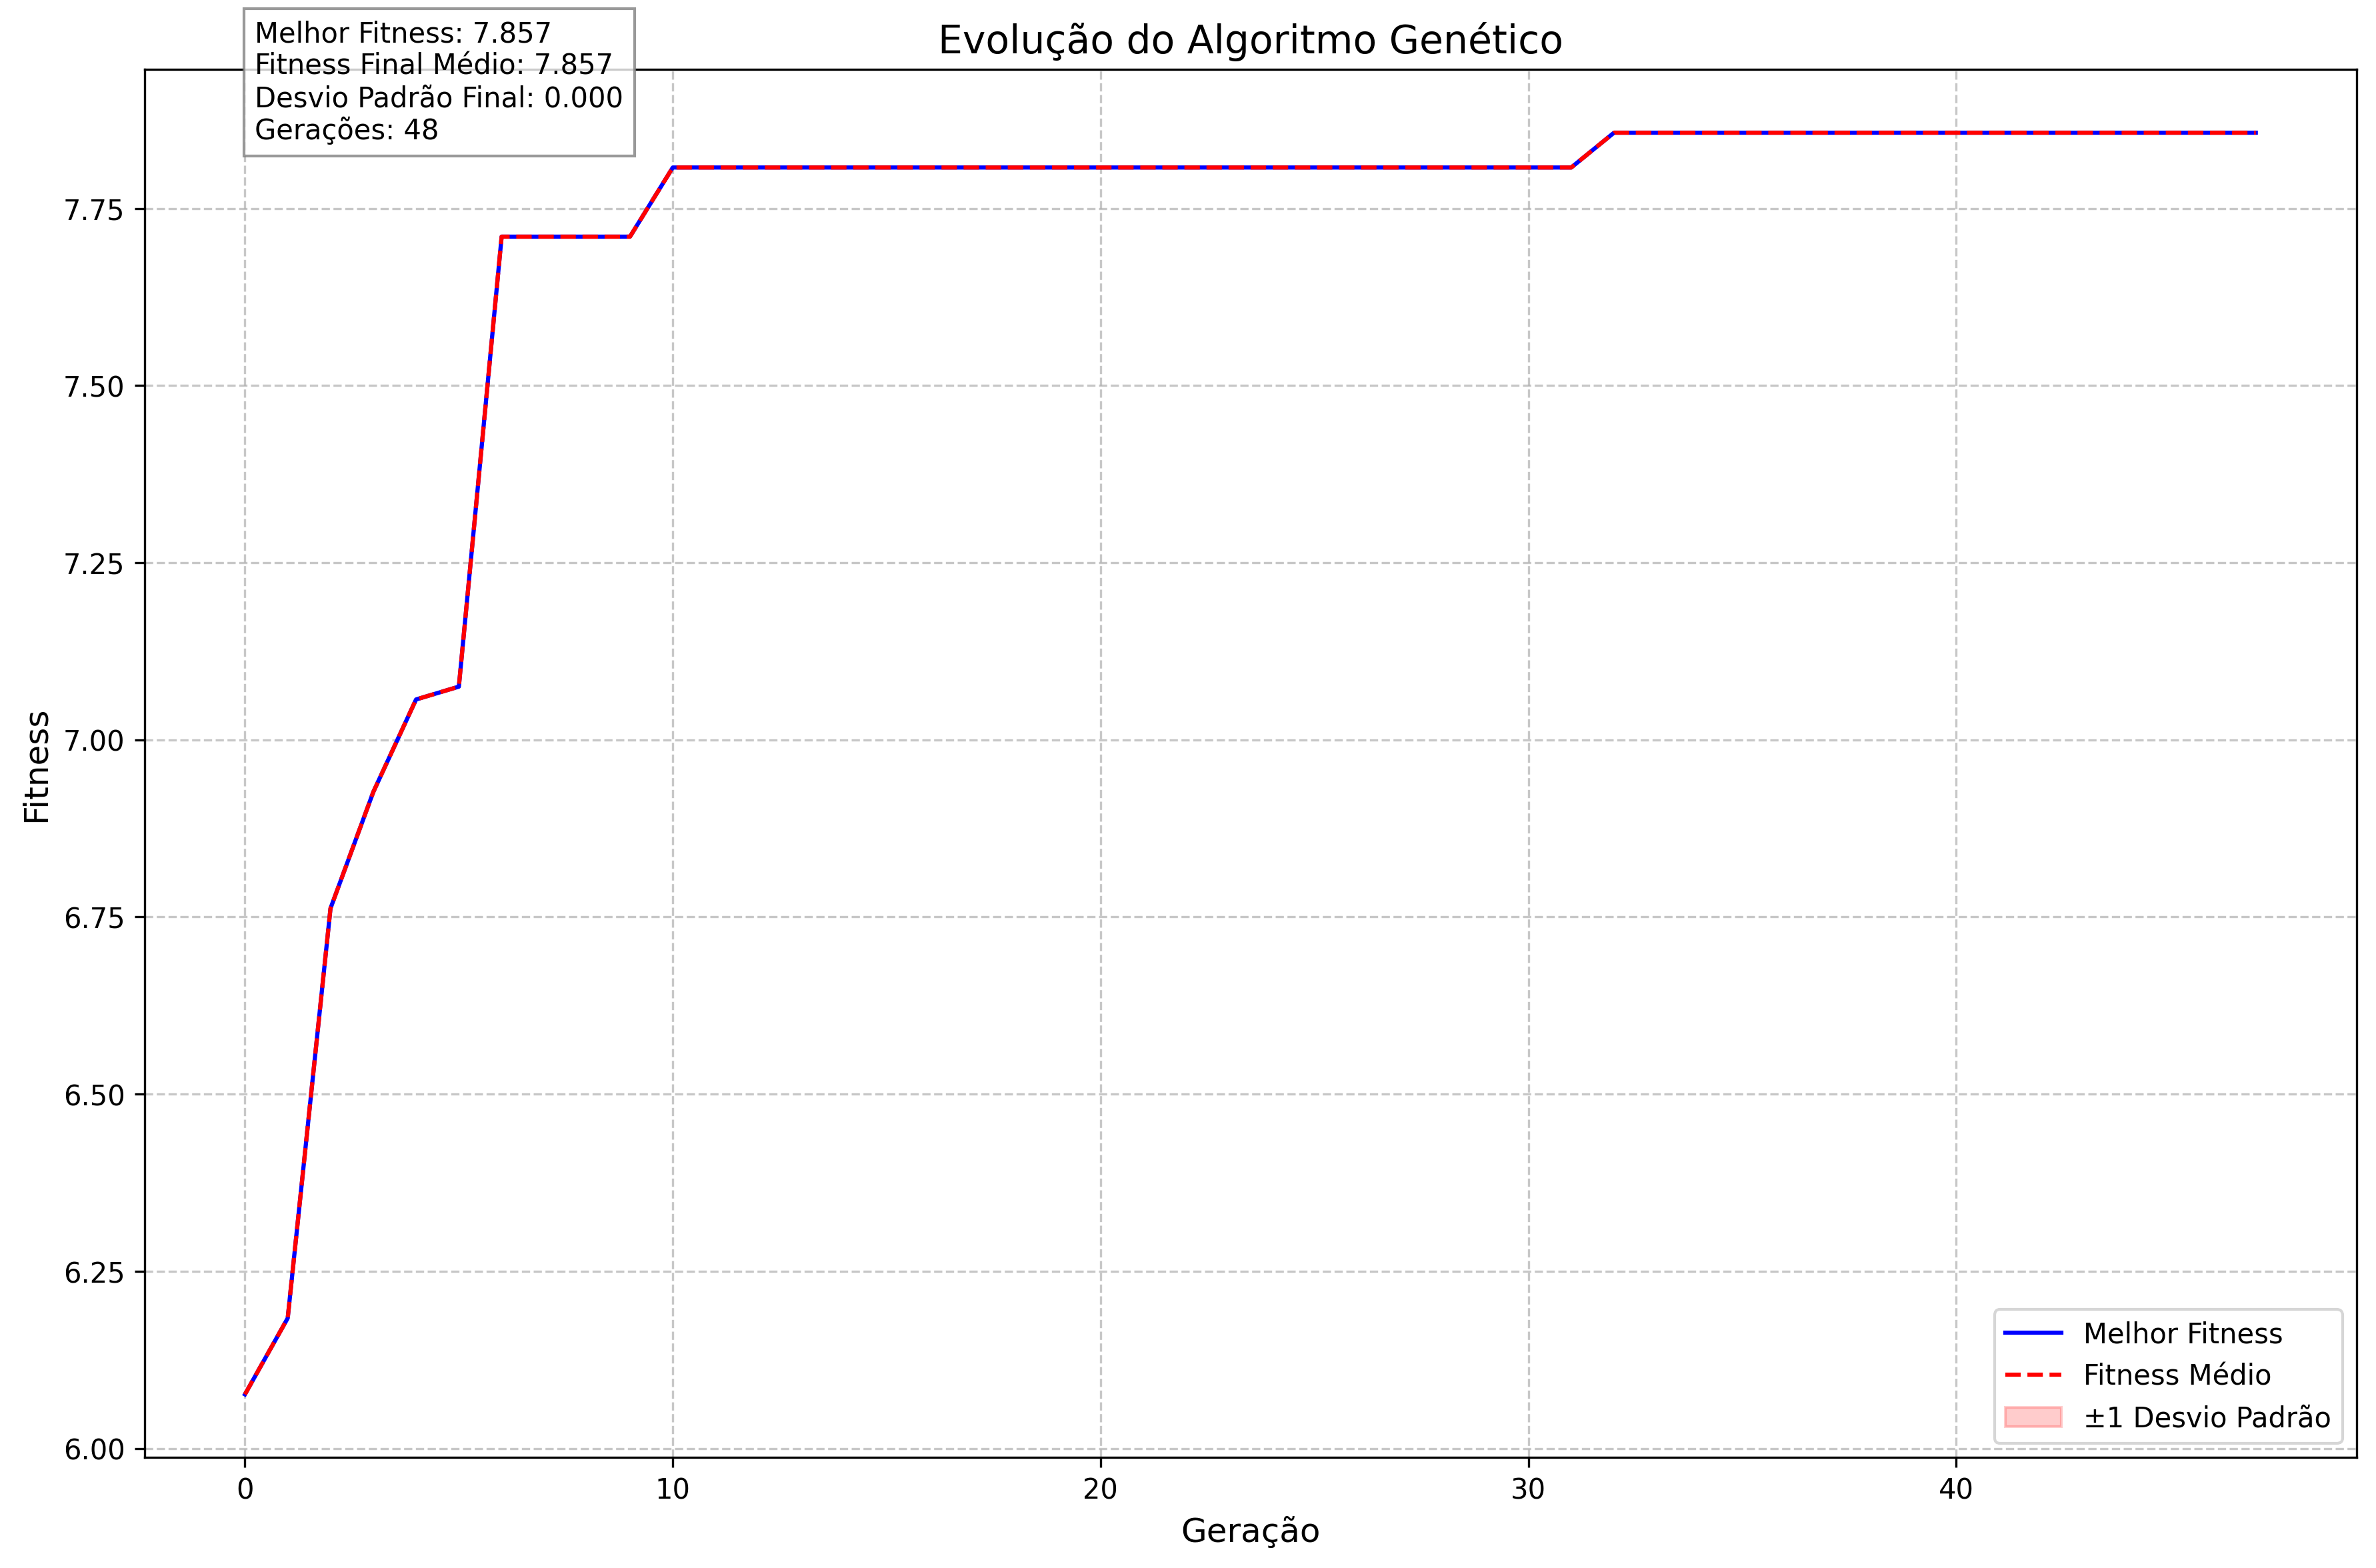 Melhor Fitness: 7.857
Fitness Final Médio: 7.857
Desvio Padrão Final: 0.000
Gerações: 48
Evolução do Algoritmo Genético
7.75
7.50
7.25
7.00
6.75
6.50
6.25
6.00
Fitness
0
10
20
30
40
Geração
Melhor Fitness
Fitness Médio
±1 Desvio Padrão